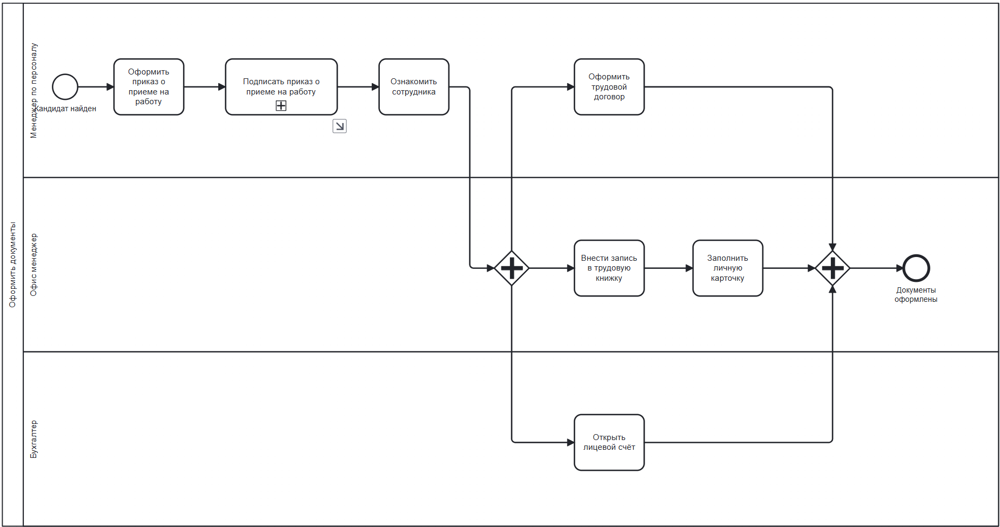 Оформить документы
Менеджер по персоналу
Кандидат найден
Оформить
приказ о
приеме на
работу
Подписать приказ о
приеме на работу
Ознакомить
сотрудника
Оформить
трудовой
договор
Офис менеджер
Внести запись
в трудовую
книжку
Заполнить
личную
карточку
Документы
оформлены
Бухгалтер
Открыть
лицевой счёт